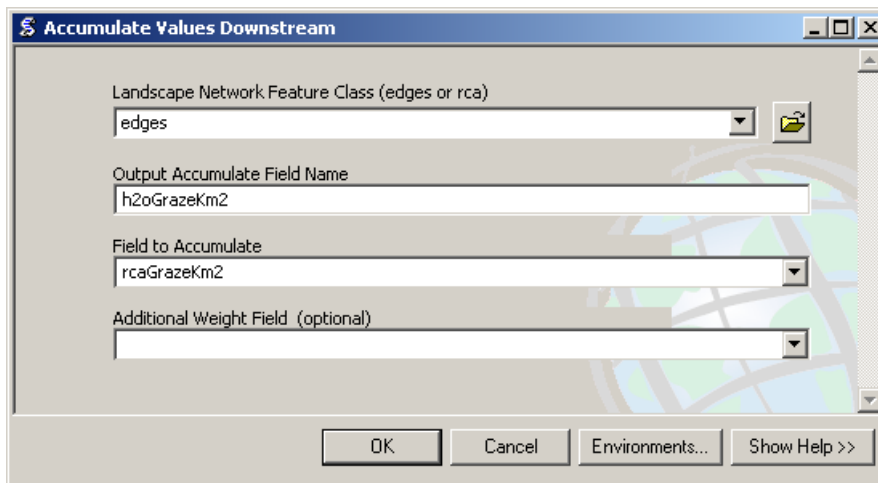 Accumulate Values Downstream
Landscape Network Feature Class (edges or rca)
edges
Output Accumulate Field Name
h2oGrazeKm2
Field to Accumulate
rcaGrazeKm2
Additional Weight Field (optional)
OK Cancel Environments... Show Help >>